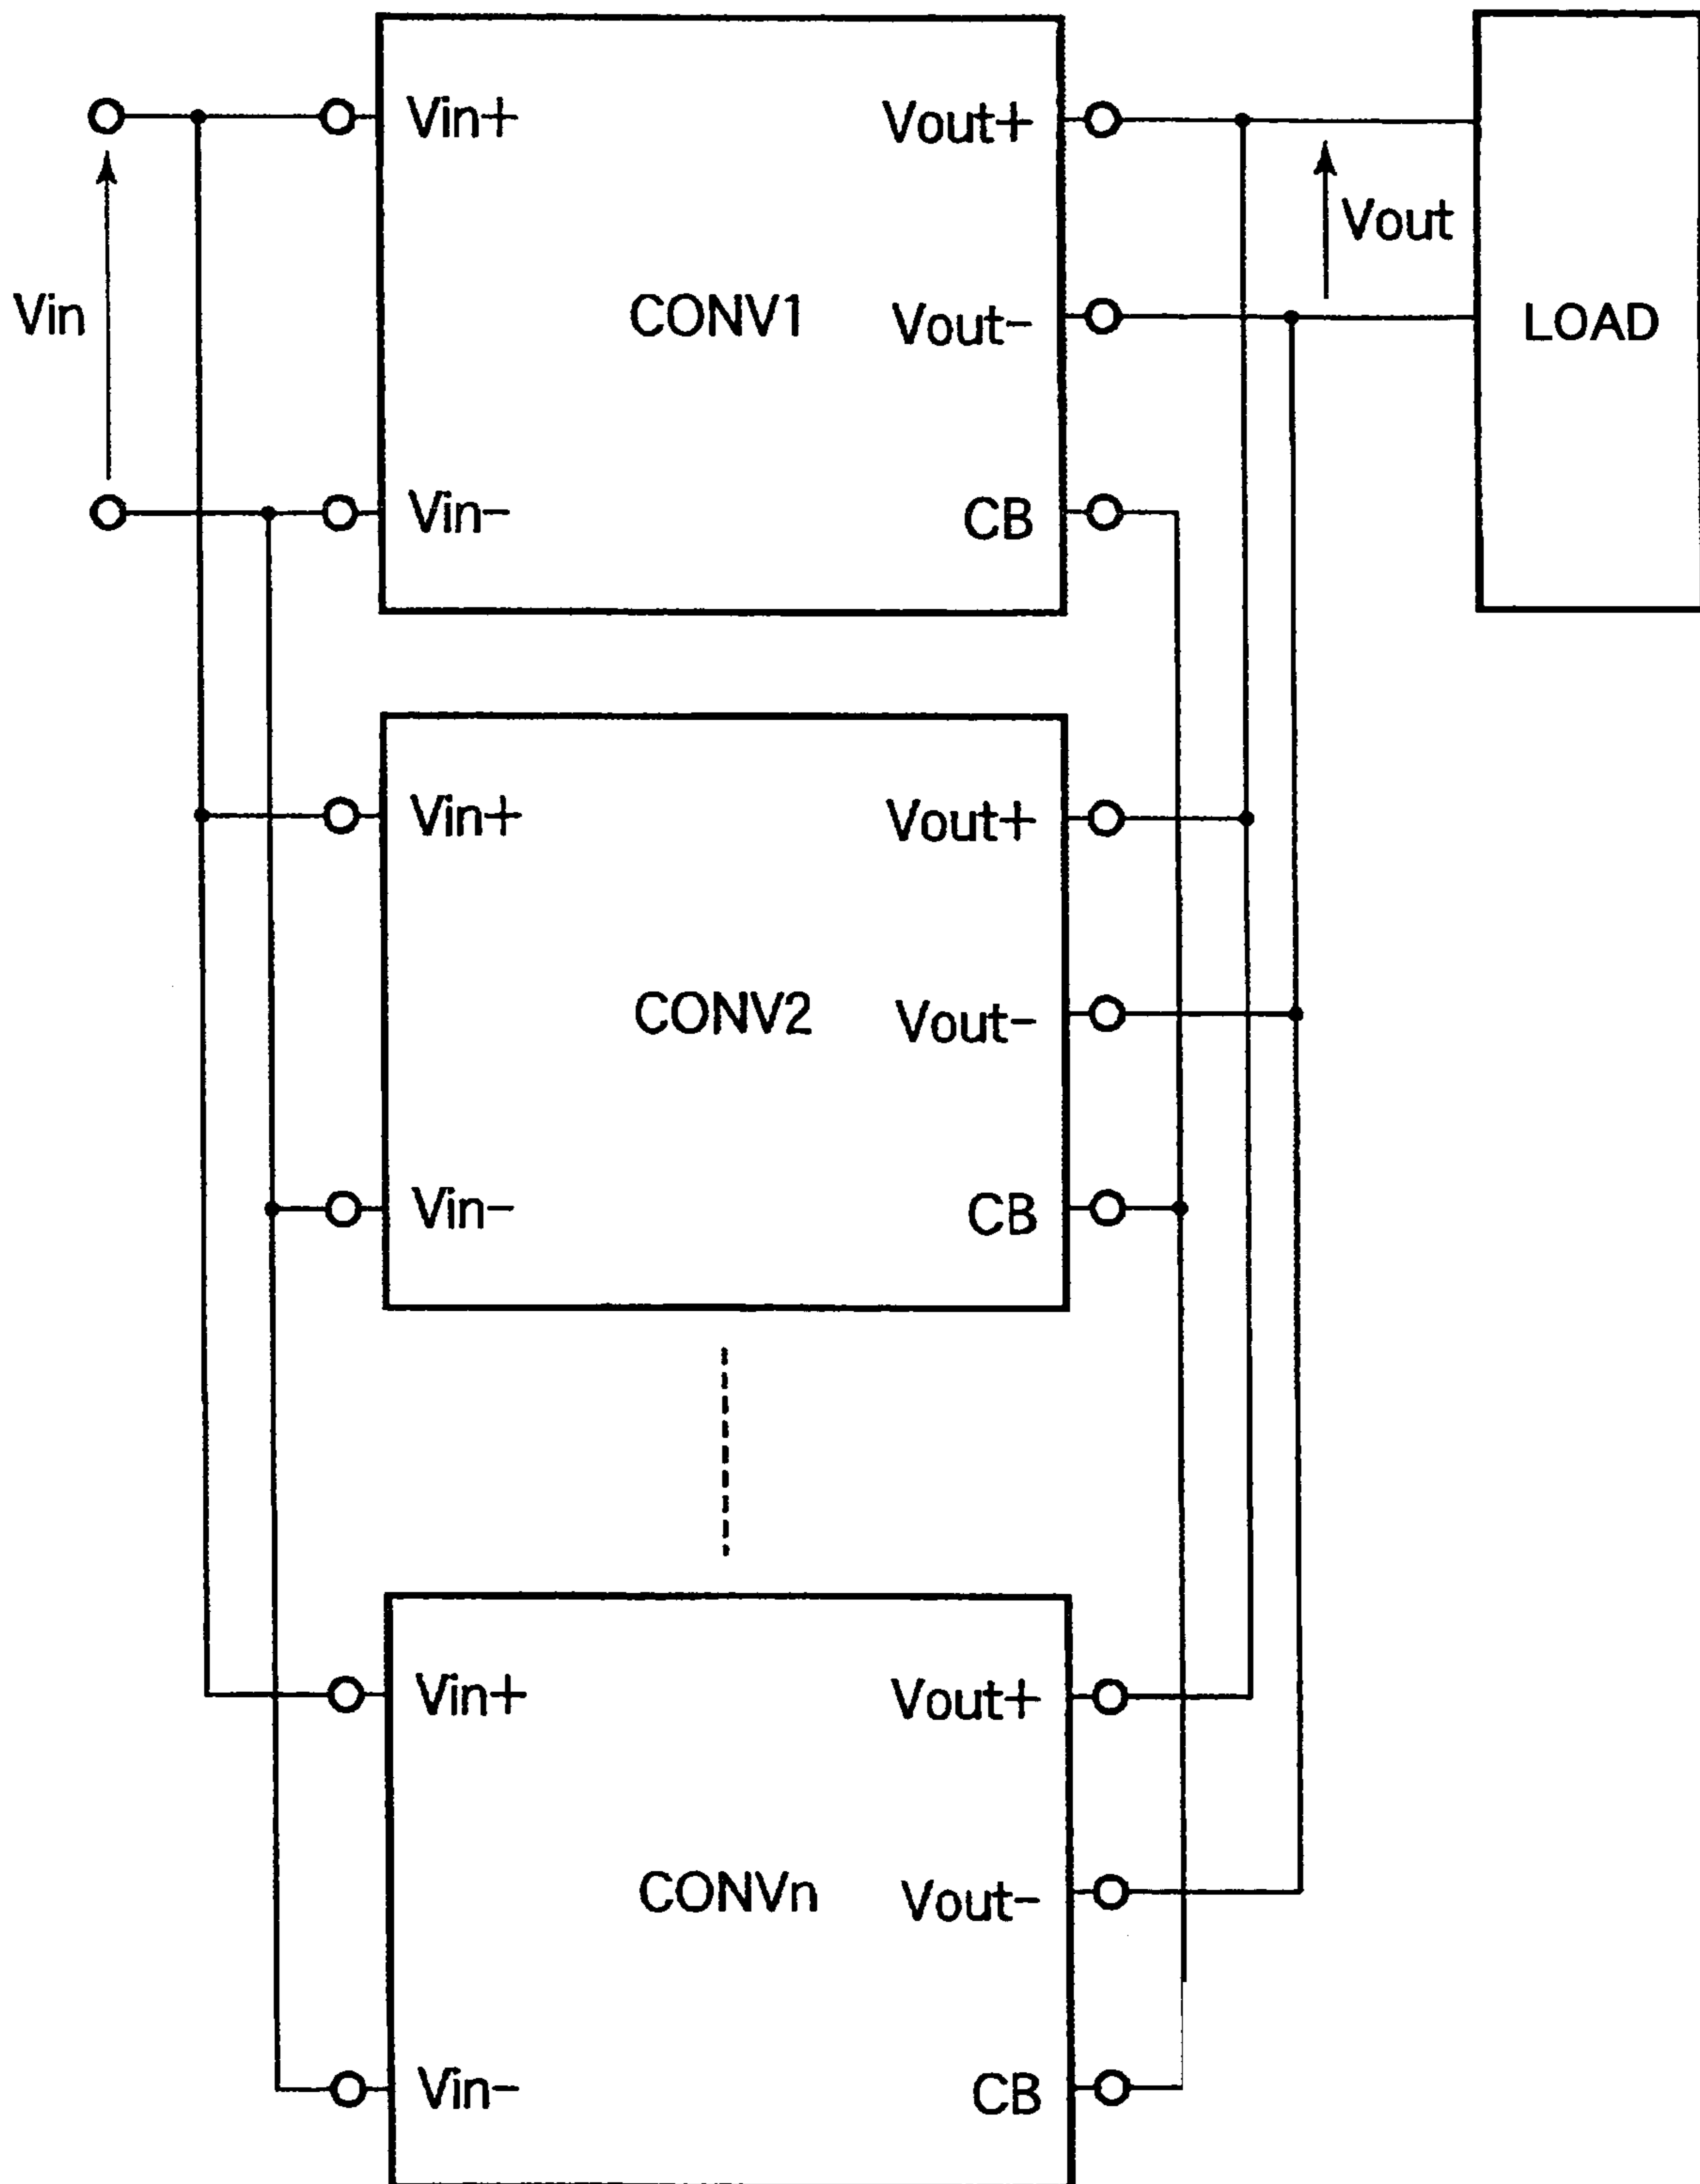 Vin+
Vout+
Vout
Vin
CONV1
Vout-
LOAD
Vin-
CB
Vin+
Vout+
CONV2
Vout-
Vin-
CB
Vin+
Vout+
CONVn
Vout-
Vin-
CB